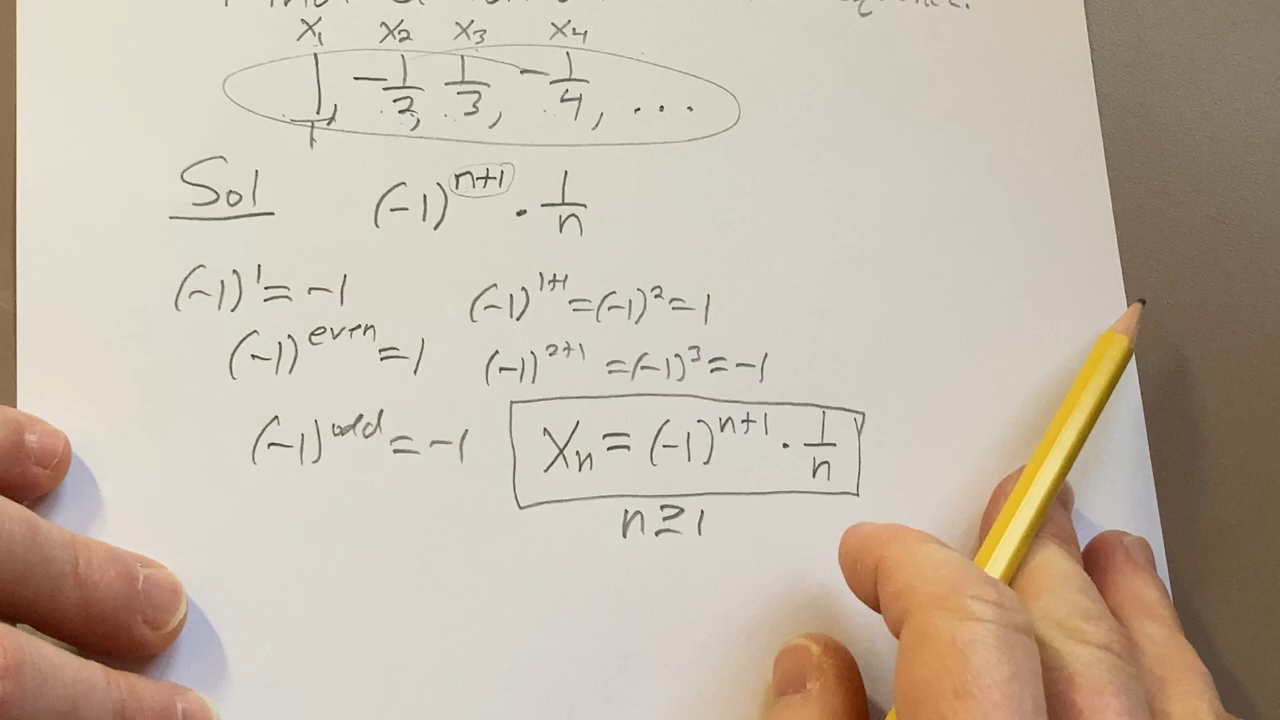 x₁ x₂ x₃ x₄
1/1, -1/2, 1/3, -1/4, ...
Sol (-1)ⁿ⁺¹ · 1/n
(-1)¹ = -1 (-1)¹⁺¹ = (-1)² = 1
(-1)^even = 1 (-1)²⁺¹ = (-1)³ = -1
(-1)^odd = -1 xₙ = (-1)ⁿ⁺¹ · 1/n
n ≥ 1